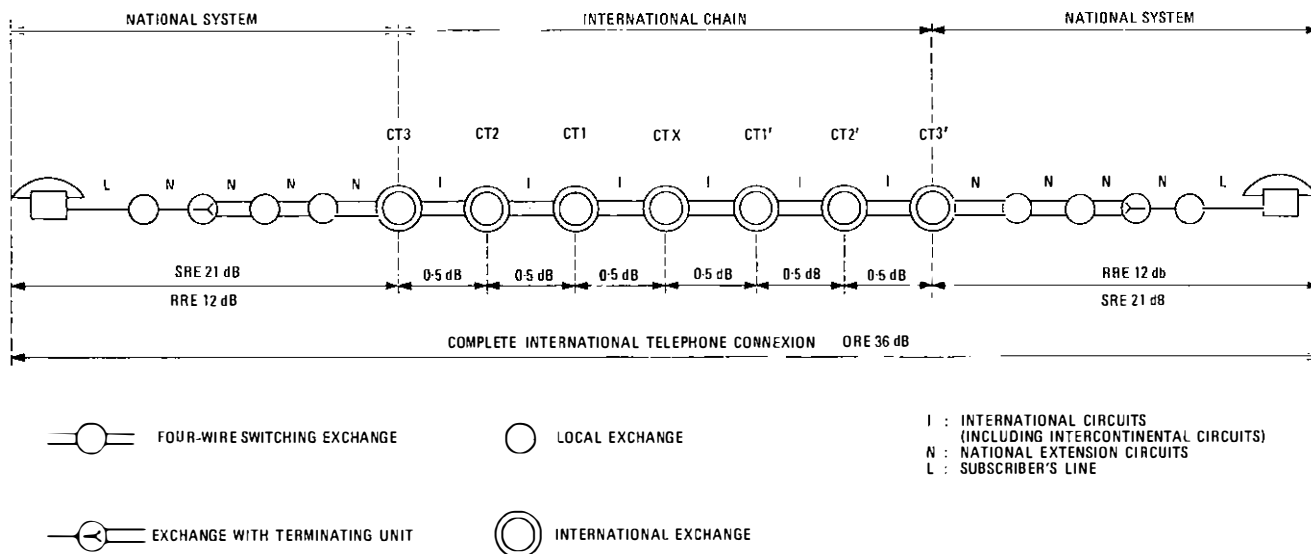 NATIONAL SYSTEM INTERNATIONAL CHAIN NATIONAL SYSTEM
CT3 CT2 CT1 CTX CT1' CT2' CT3'
L N N N N I I I I I I N N N N L
SRE 21 dB 0·5 dB 0·5 dB 0·5 dB 0·5 dB 0·5 dB 0·5 dB RRE 12 db
RRE 12 dB SRE 21 dB
COMPLETE INTERNATIONAL TELEPHONE CONNEXION ORE 36 dB
FOUR-WIRE SWITCHING EXCHANGE LOCAL EXCHANGE
I : INTERNATIONAL CIRCUITS
(INCLUDING INTERCONTINENTAL CIRCUITS)
N : NATIONAL EXTENSION CIRCUITS
L : SUBSCRIBER'S LINE
EXCHANGE WITH TERMINATING UNIT INTERNATIONAL EXCHANGE